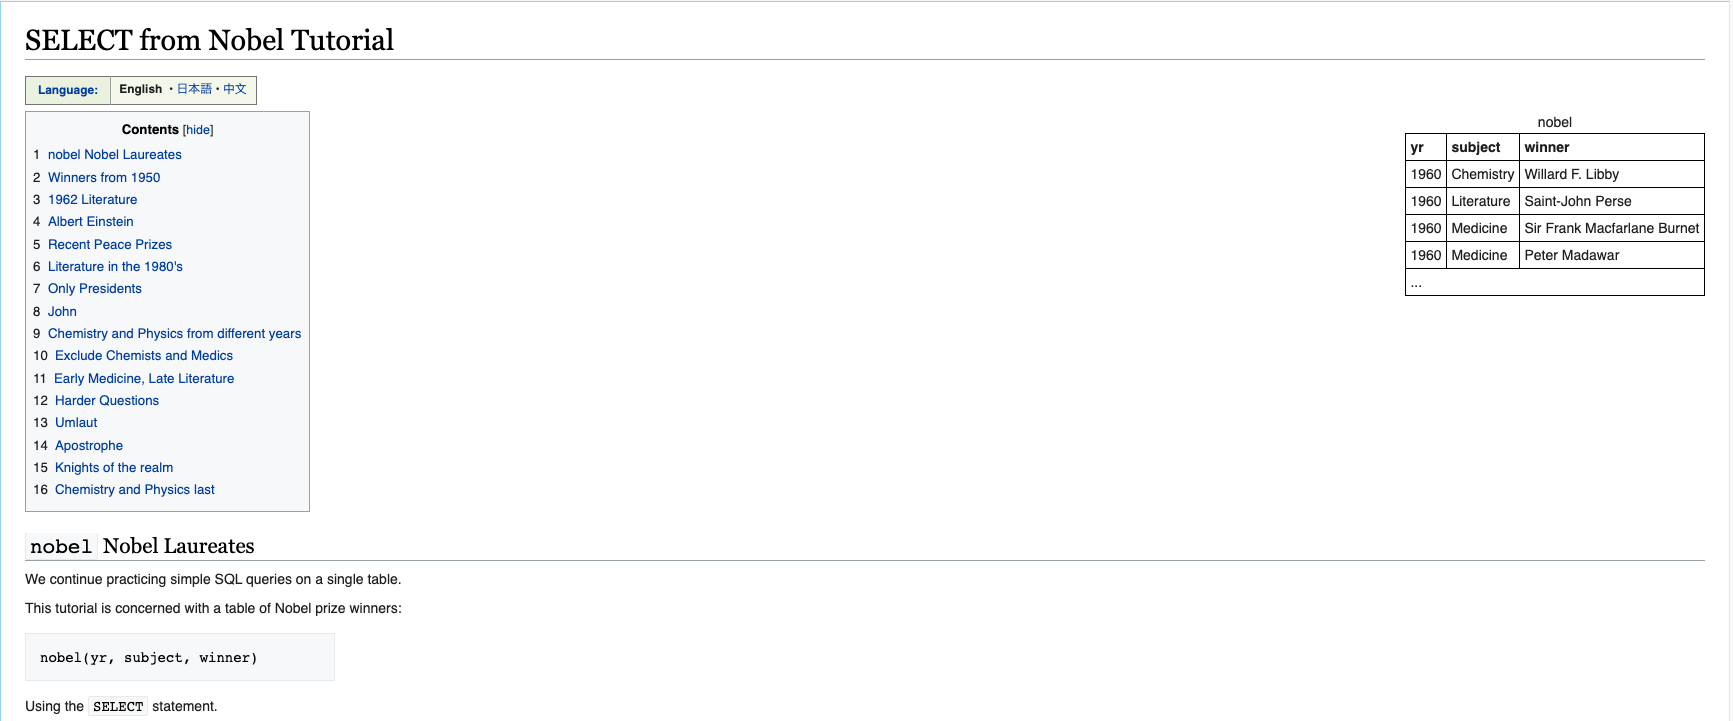 SELECT from Nobel Tutorial
Language: English • 日本語 • 中文
Contents [hide]
1 nobel Nobel Laureates
2 Winners from 1950
3 1962 Literature
4 Albert Einstein
5 Recent Peace Prizes
6 Literature in the 1980's
7 Only Presidents
8 John
9 Chemistry and Physics from different years
10 Exclude Chemists and Medics
11 Early Medicine, Late Literature
12 Harder Questions
13 Umlaut
14 Apostrophe
15 Knights of the realm
16 Chemistry and Physics last
nobel
yr subject winner
1960 Chemistry Willard F. Libby
1960 Literature Saint-John Perse
1960 Medicine Sir Frank Macfarlane Burnet
1960 Medicine Peter Madawar
...
nobel Nobel Laureates
We continue practicing simple SQL queries on a single table.
This tutorial is concerned with a table of Nobel prize winners:
nobel(yr, subject, winner)
Using the SELECT statement.